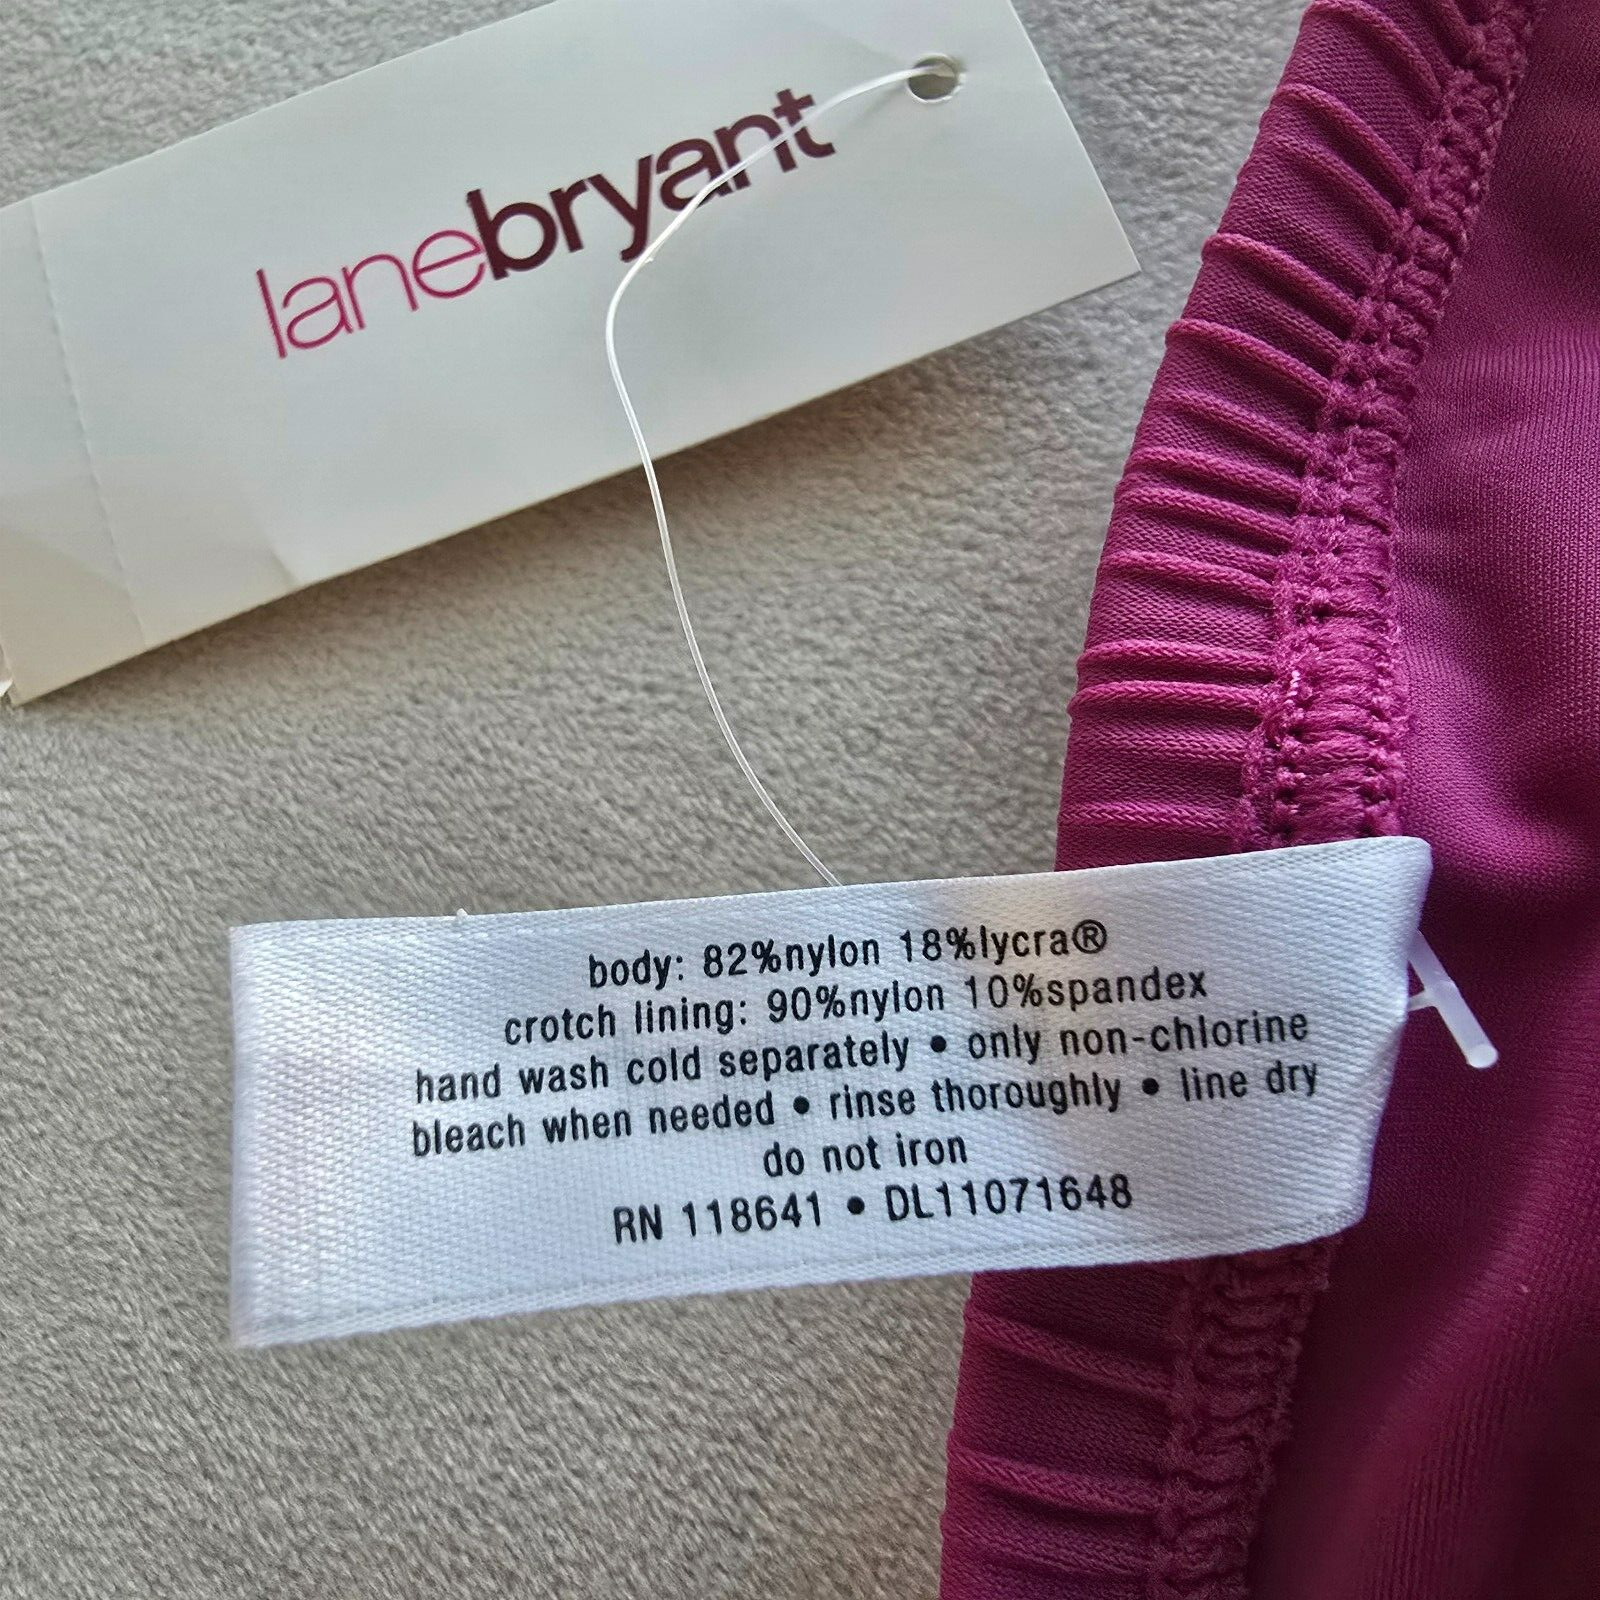 lanebryant
body: 82%nylon 18%lycra®
crotch lining: 90%nylon 10%spandex
hand wash cold separately • only non-chlorine
bleach when needed • rinse thoroughly • line dry
do not iron
RN 118641 • DL11071648